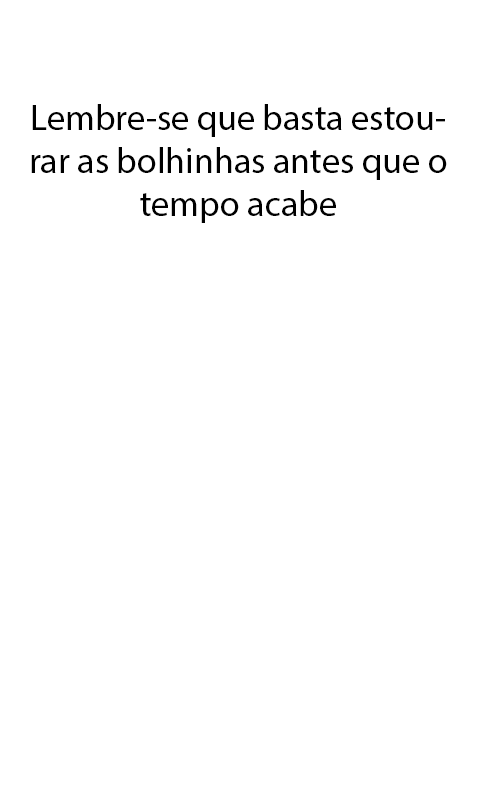 Lembre-se que basta estou-
rar as bolhinhas antes que o
tempo acabe